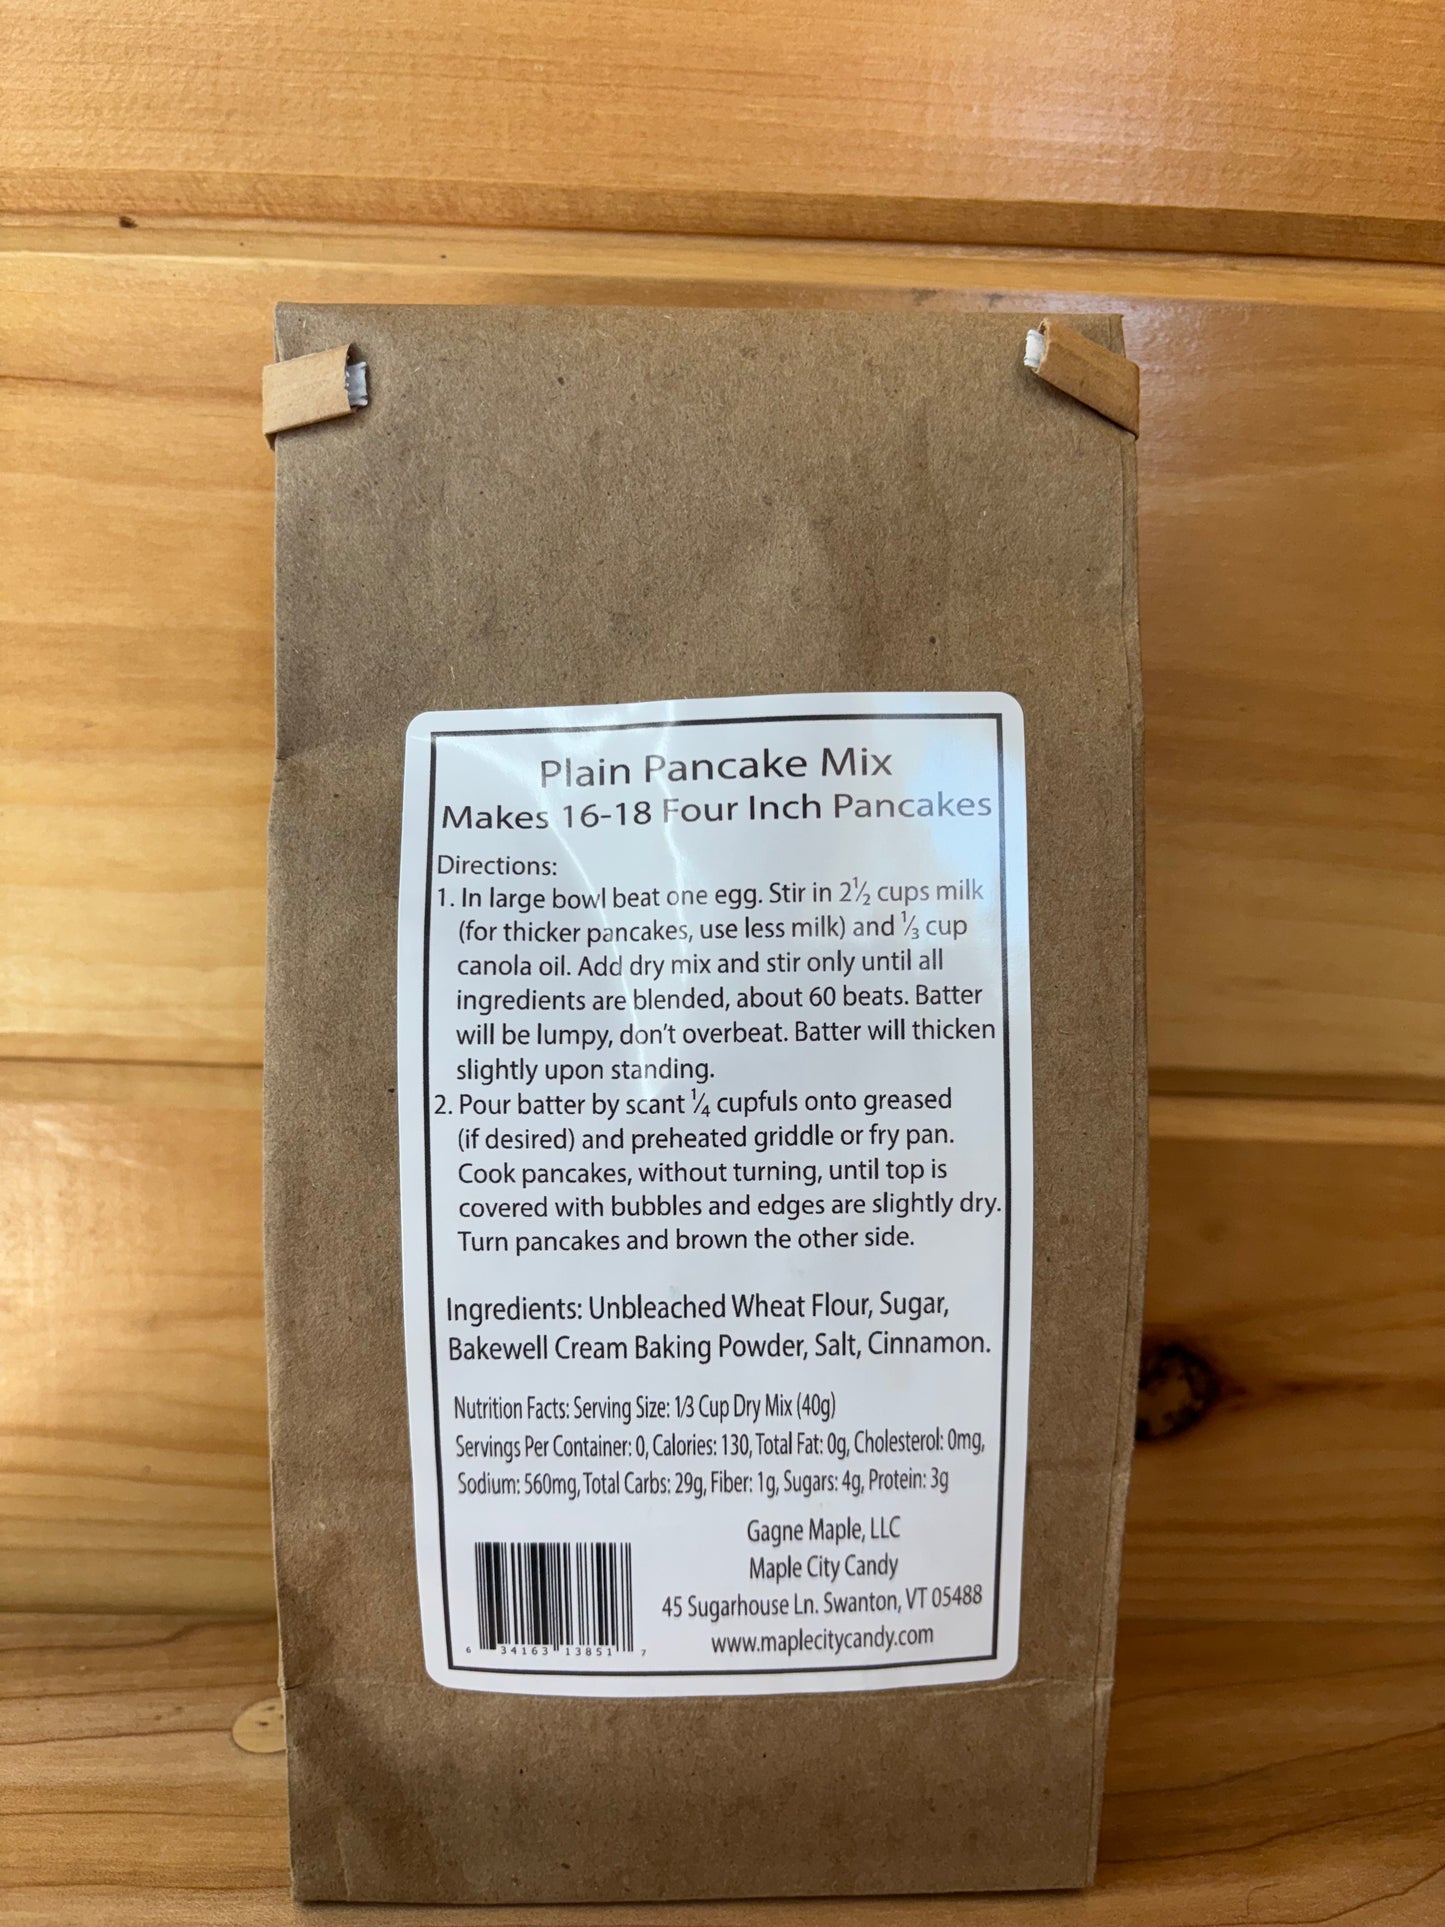 Plain Pancake Mix
Makes 16-18 Four Inch Pancakes
Directions:
1. In large bowl beat one egg. Stir in 2½ cups milk
(for thicker pancakes, use less milk) and ⅓ cup
canola oil. Add dry mix and stir only until all
ingredients are blended, about 60 beats. Batter
will be lumpy, don't overbeat. Batter will thicken
slightly upon standing.
2. Pour batter by scant ¼ cupfuls onto greased
(if desired) and preheated griddle or fry pan.
Cook pancakes, without turning, until top is
covered with bubbles and edges are slightly dry.
Turn pancakes and brown the other side.
Ingredients: Unbleached Wheat Flour, Sugar,
Bakewell Cream Baking Powder, Salt, Cinnamon.
Nutrition Facts: Serving Size: 1/3 Cup Dry Mix (40g)
Servings Per Container: 0, Calories: 130, Total Fat: 0g, Cholesterol: 0mg,
Sodium: 560mg, Total Carbs: 29g, Fiber: 1g, Sugars: 4g, Protein: 3g
Gagne Maple, LLC
Maple City Candy
45 Sugarhouse Ln. Swanton, VT 05488
www.maplecitycandy.com
6 34163 13851 7